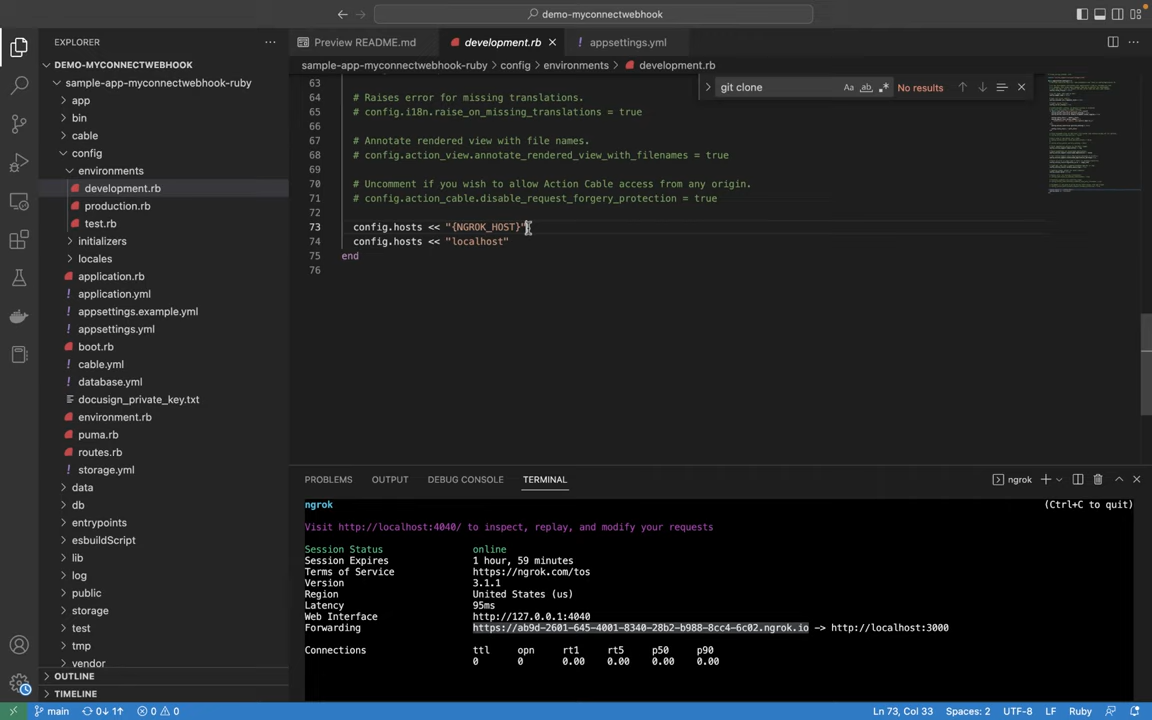 demo-myconnectwebhook
EXPLORER
Preview README.md
development.rb
appsettings.yml
DEMO-MYCONNECTWEBHOOK
sample-app-myconnectwebhook-ruby > config > environments > development.rb
sample-app-myconnectwebhook-ruby
app
bin
cable
config
environments
development.rb
production.rb
test.rb
initializers
locales
application.rb
application.yml
appsettings.example.yml
appsettings.yml
boot.rb
cable.yml
database.yml
docusign_private_key.txt
environment.rb
puma.rb
routes.rb
storage.yml
data
db
entrypoints
esbuildScript
lib
log
public
storage
test
tmp
vendor
OUTLINE
TIMELINE
git clone
Aa ab
No results
63
64 # Raises error for missing translations.
65 # config.i18n.raise_on_missing_translations = true
66
67 # Annotate rendered view with file names.
68 # config.action_view.annotate_rendered_view_with_filenames = true
69
70 # Uncomment if you wish to allow Action Cable access from any origin.
71 # config.action_cable.disable_request_forgery_protection = true
72
73 config.hosts << "{NGROK_HOST}"
74 config.hosts << "localhost"
75 end
76
PROBLEMS OUTPUT DEBUG CONSOLE TERMINAL
ngrok
ngrok (Ctrl+C to quit)
Visit http://localhost:4040/ to inspect, replay, and modify your requests
Session Status online
Session Expires 1 hour, 59 minutes
Terms of Service https://ngrok.com/tos
Version 3.1.1
Region United States (us)
Latency 95ms
Web Interface http://127.0.0.1:4040
Forwarding https://ab9d-2601-645-4001-8340-28b2-b988-8cc4-6c02.ngrok.io -> http://localhost:3000
Connections ttl opn rt1 rt5 p50 p90
0 0 0.00 0.00 0.00 0.00
main 0↓ 1↑ 0 0
Ln 73, Col 33 Spaces: 2 UTF-8 LF Ruby